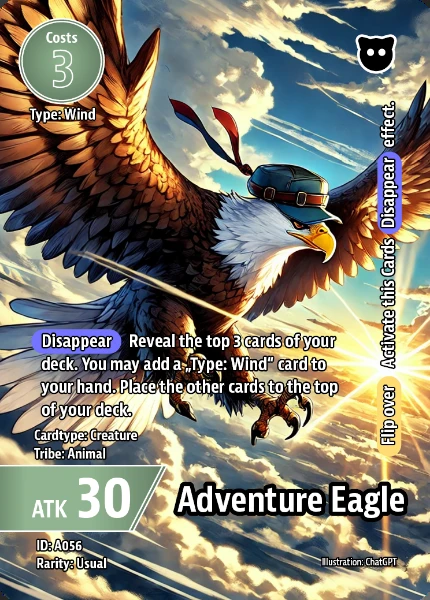 Costs
3
Type: Wind
Flip over Activate this Cards Disappear effect.
Disappear Reveal the top 3 cards of your
deck. You may add a „Type: Wind“ card to
your hand. Place the other cards to the top
of your deck.
Cardtype: Creature
Tribe: Animal
ATK 30
Adventure Eagle
ID: A056
Rarity: Usual
Illustration: ChatGPT